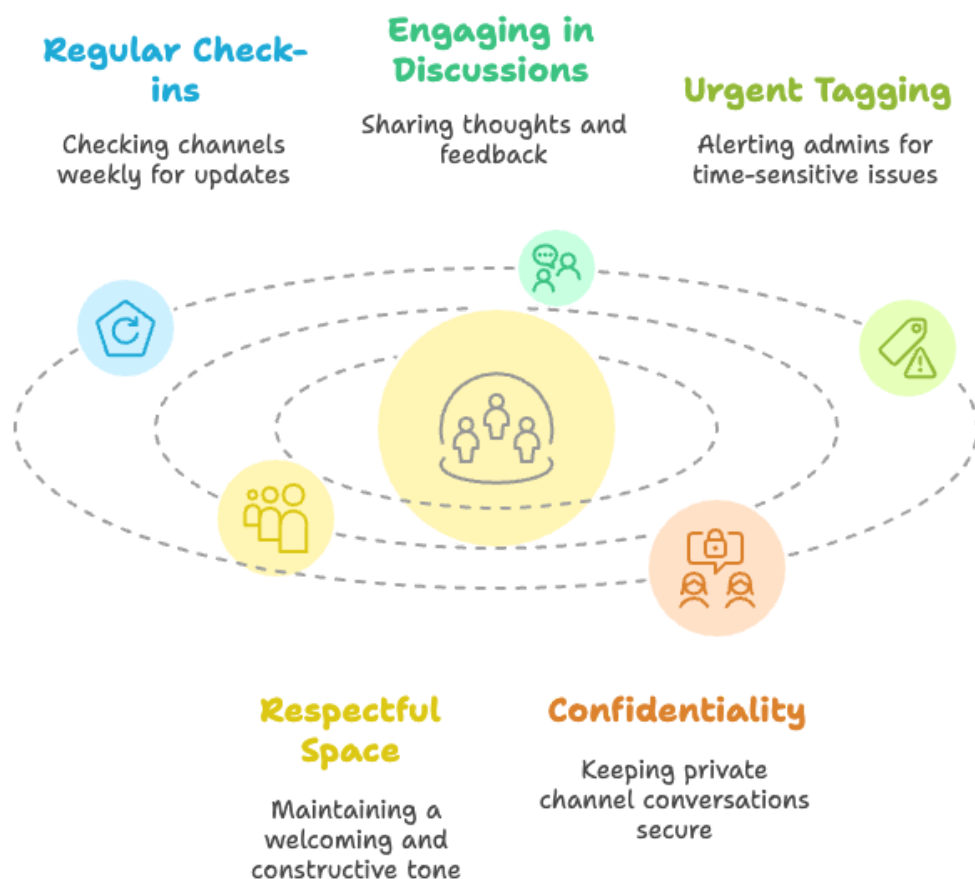 Regular Check-
ins
Checking channels
weekly for updates
Engaging in
Discussions
Sharing thoughts and
feedback
Urgent Tagging
Alerting admins for
time-sensitive issues
Respectful
Space
Maintaining a
welcoming and
constructive tone
Confidentiality
Keeping private
channel conversations
secure